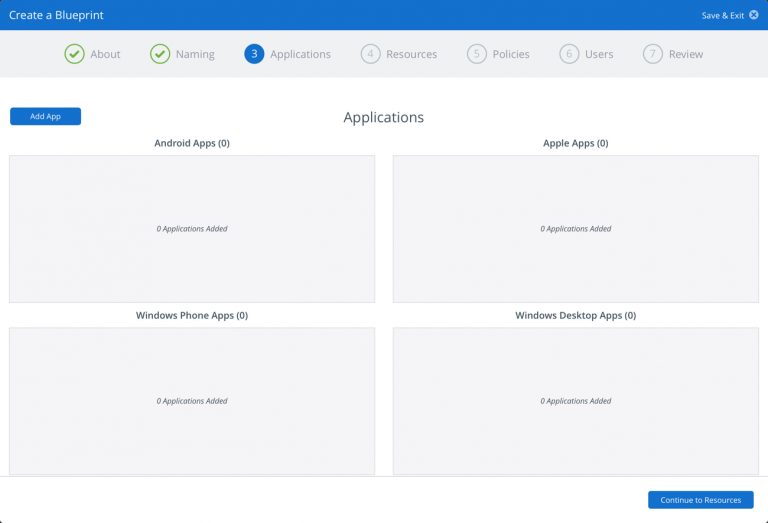 Create a Blueprint
Save & Exit
About
Naming
3 Applications
4 Resources
5 Policies
6 Users
7 Review
Add App
Applications
Android Apps (0)
Apple Apps (0)
0 Applications Added
0 Applications Added
Windows Phone Apps (0)
Windows Desktop Apps (0)
0 Applications Added
0 Applications Added
Continue to Resources